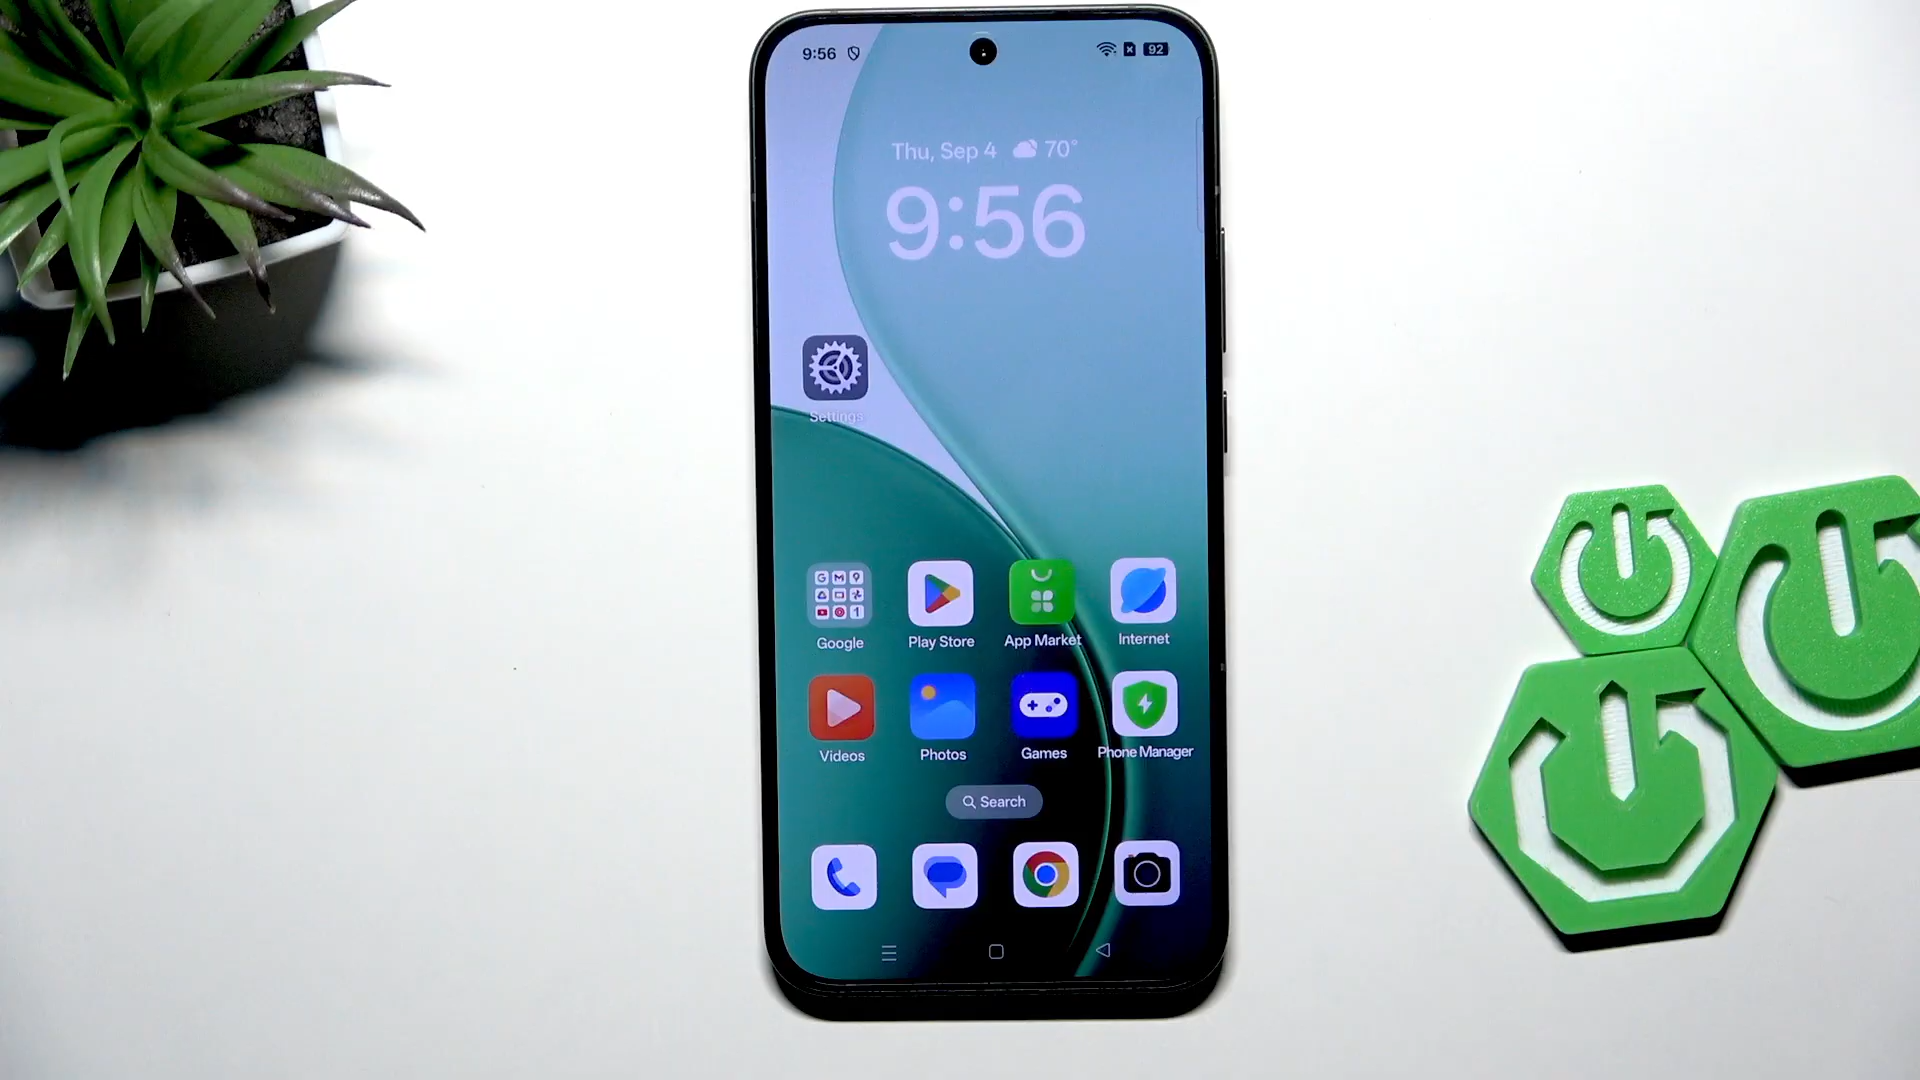 9:56
92
Thu, Sep 4 70°
9:56
Settings
Google Play Store App Market Internet
Videos Photos Games Phone Manager
Search